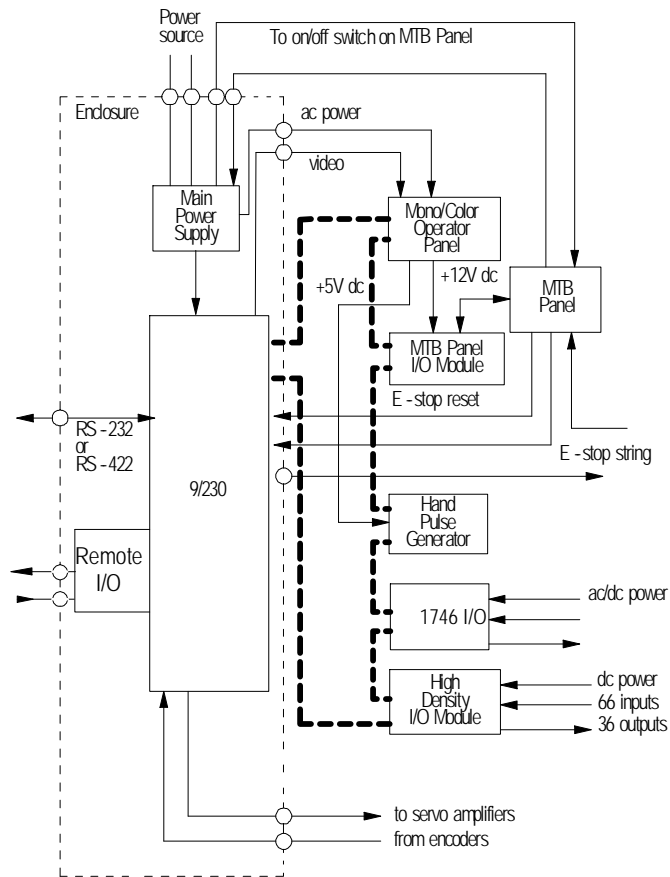 Power
source
To on/off switch on MTB Panel
Enclosure
ac power
video
Main
Power
Supply
Mono/Color
Operator
Panel
+5V dc
+12V dc
MTB
Panel
MTB Panel
I/O Module
E - stop reset
RS - 232
or
RS - 422
E - stop string
9/230
Hand
Pulse
Generator
Remote
I/O
ac/dc power
1746 I/O
High
Density
I/O Module
dc power
66 inputs
36 outputs
to servo amplifiers
from encoders